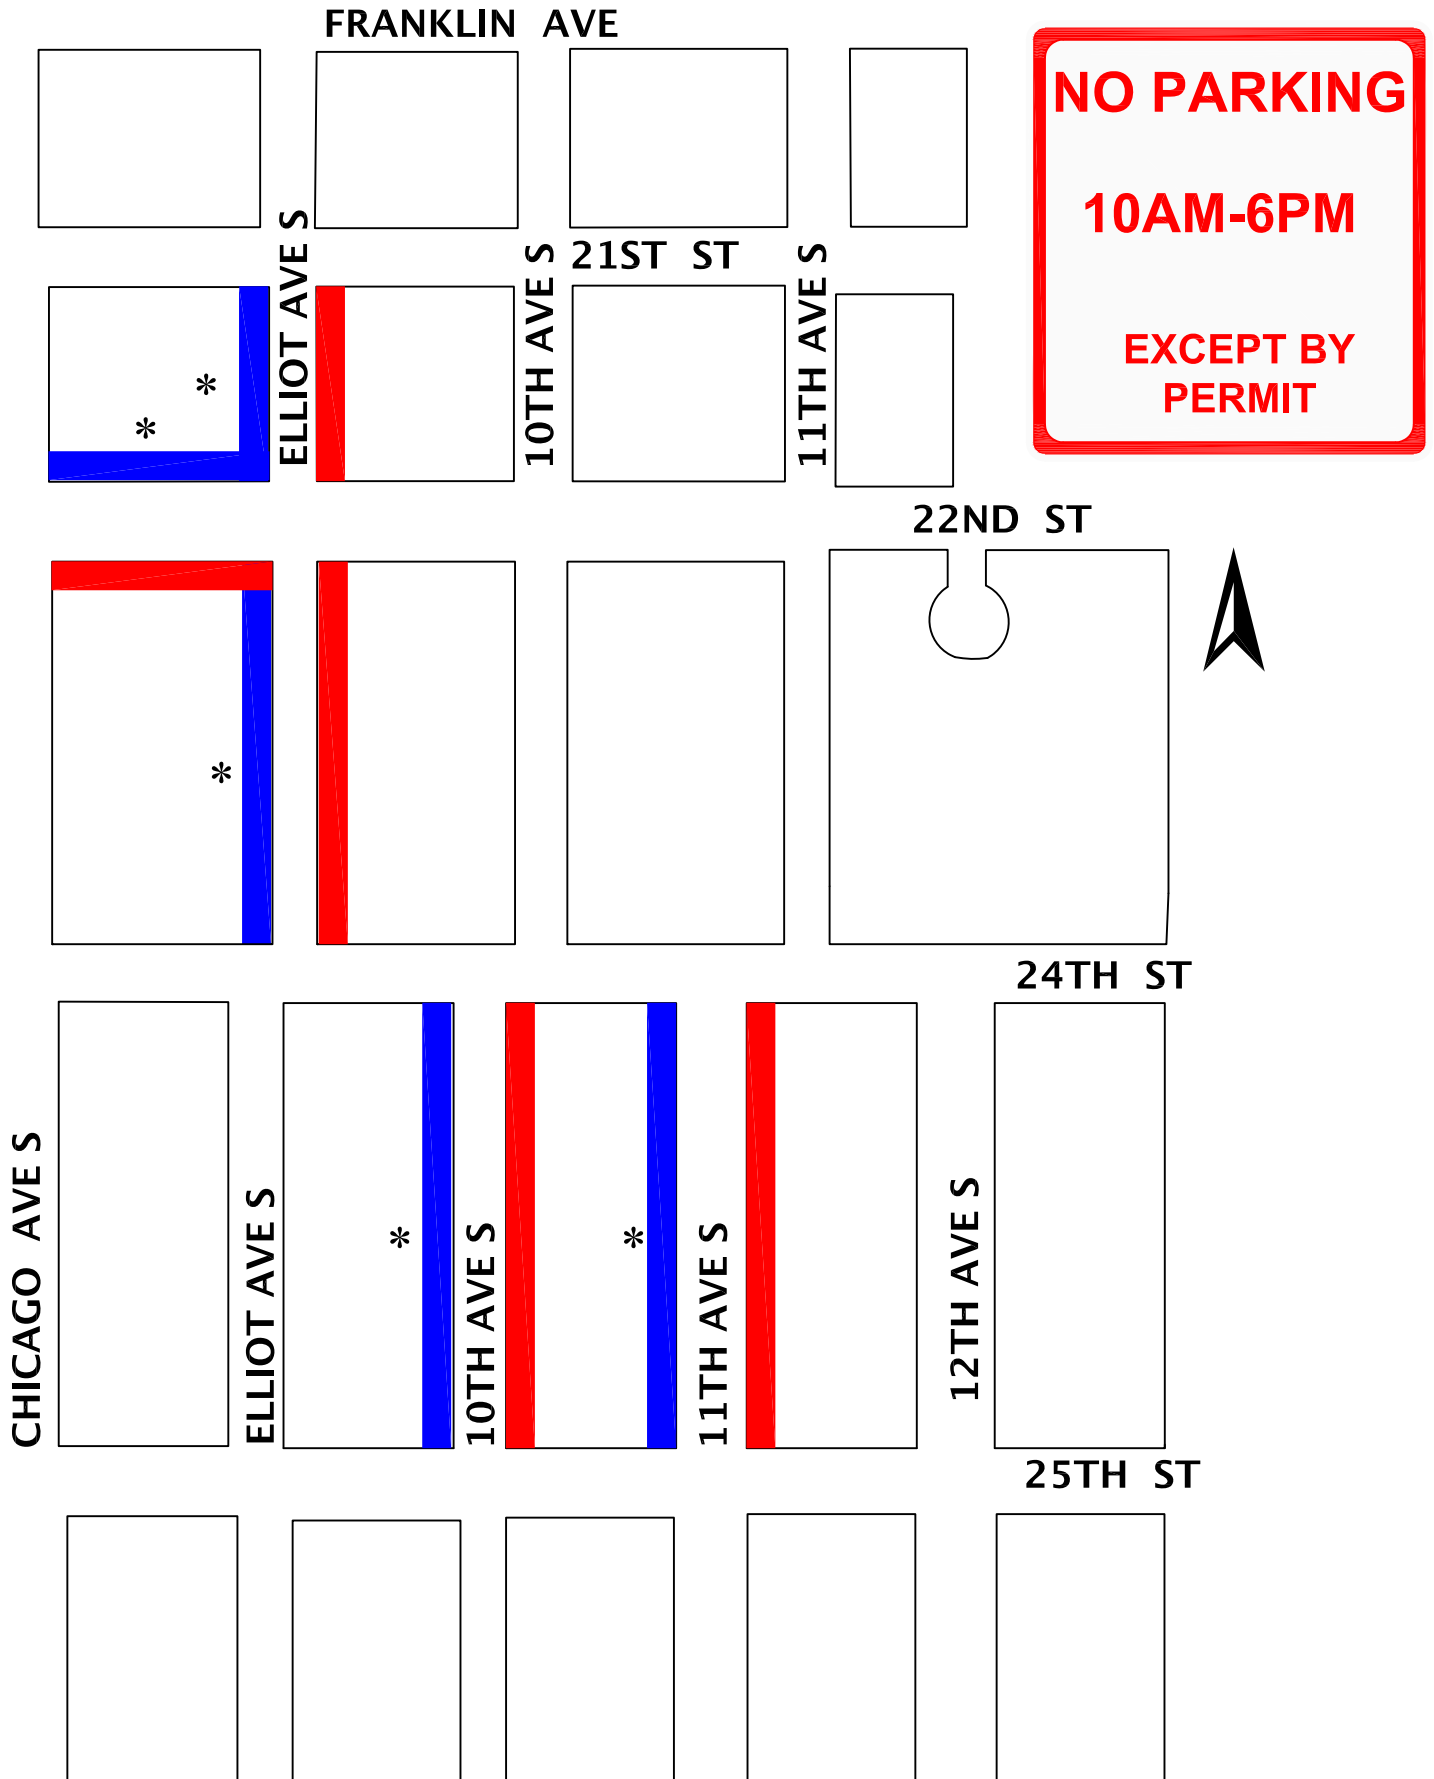 FRANKLIN AVE
NO PARKING
10AM-6PM
EXCEPT BY
PERMIT
ELLIOT AVE S
10TH AVE S
21ST ST
11TH AVE S
*
*
22ND ST
*
24TH ST
CHICAGO AVE S
ELLIOT AVE S
*
10TH AVE S
*
11TH AVE S
12TH AVE S
25TH ST